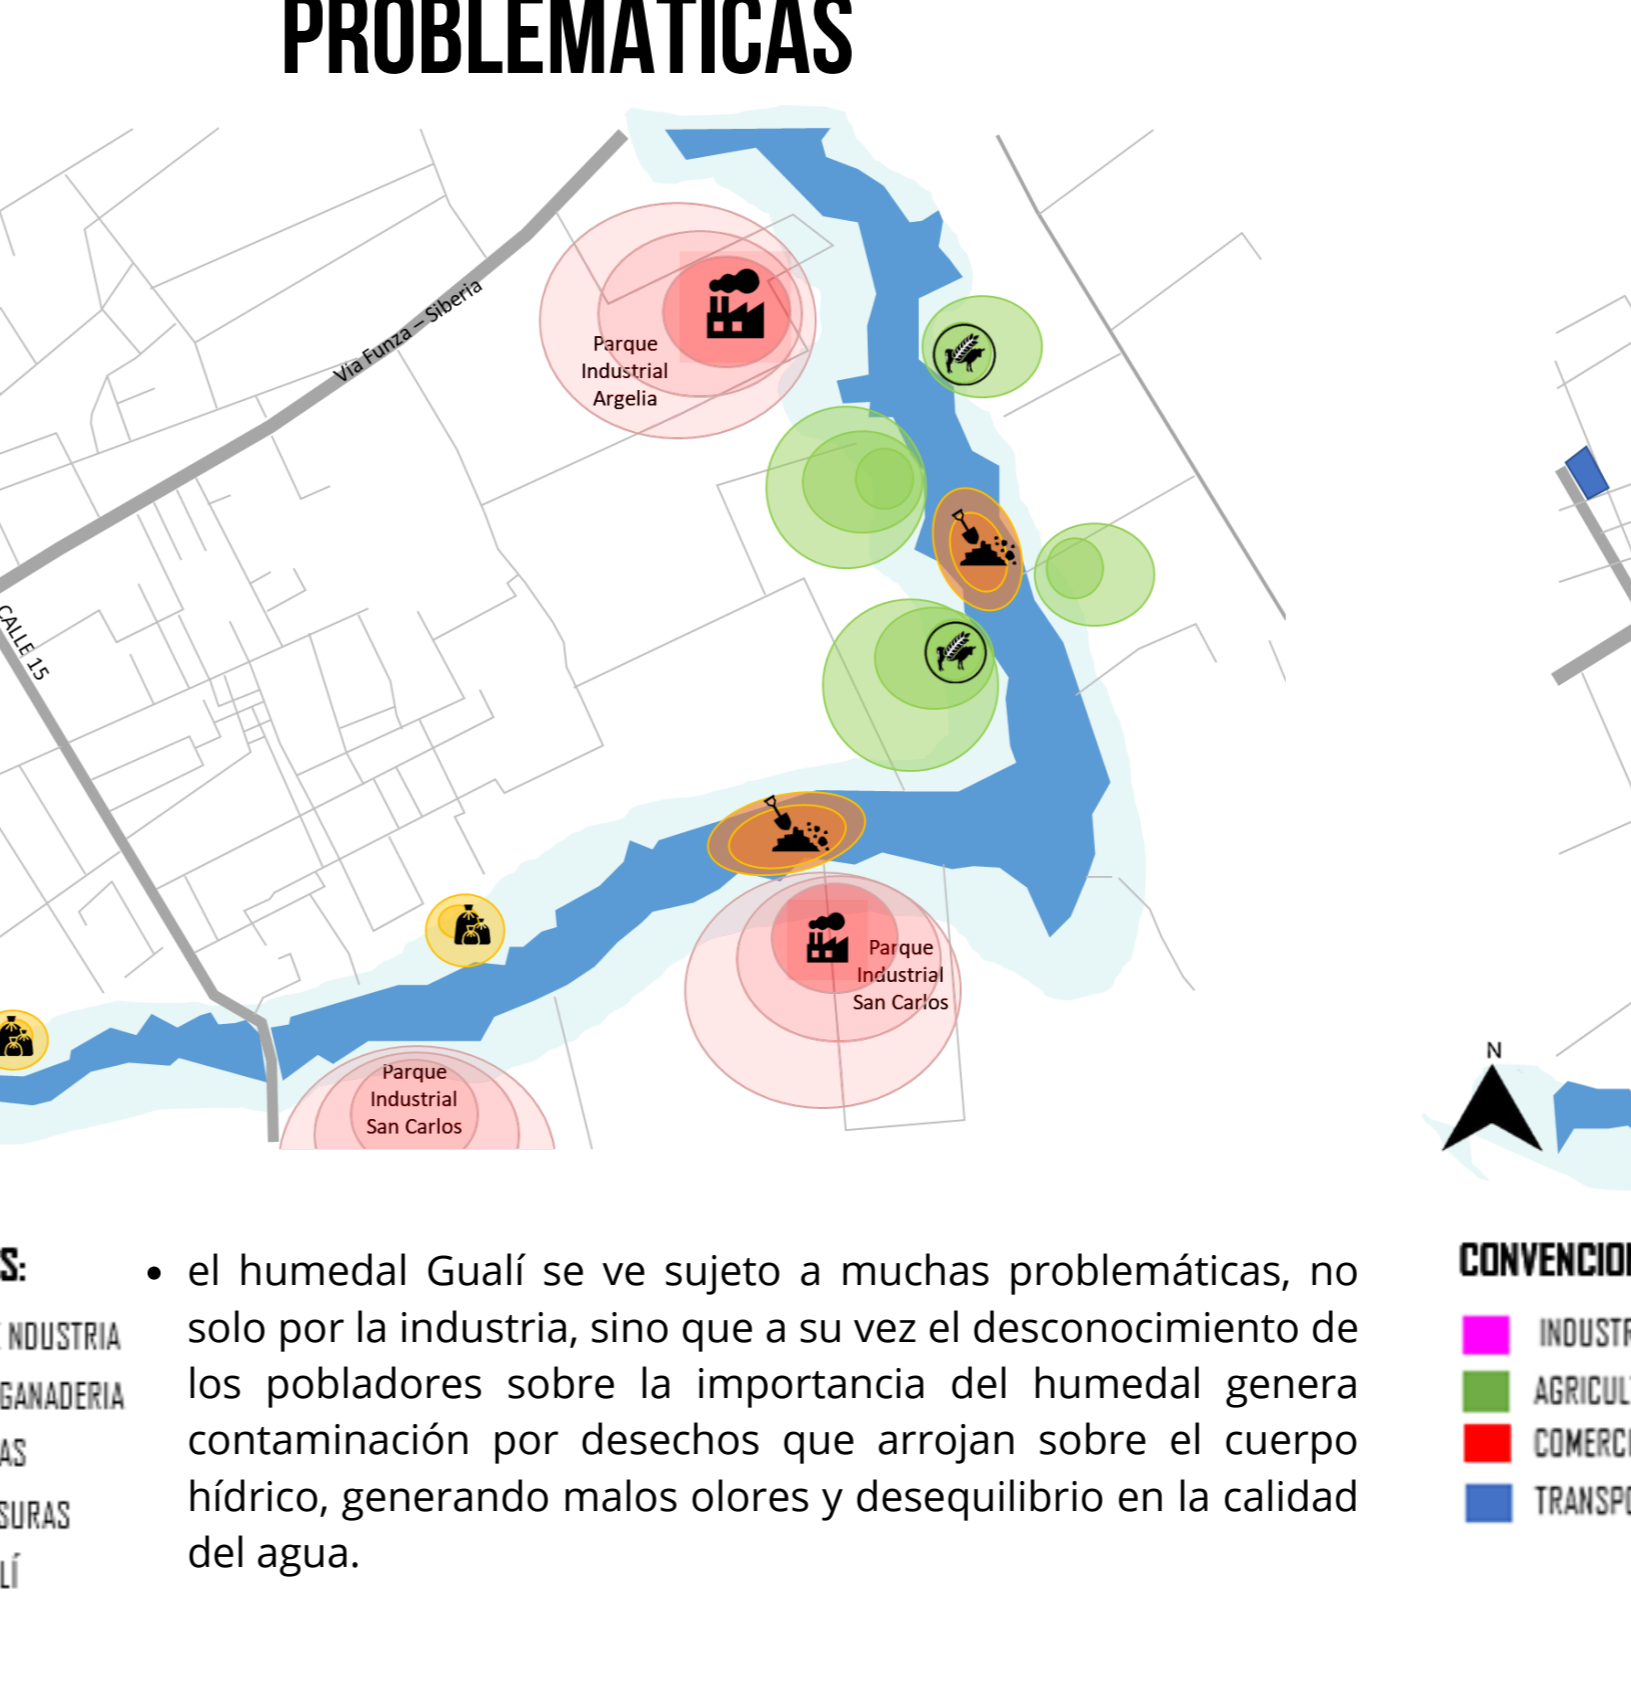 PROBLEMÁTICAS
Via Funza – Siberia
Parque
Industrial
Argelia
CALLE 15
Parque
Industrial
San Carlos
Parque
Industrial
San Carlos
N
S:
NDUSTRIA
GANADERIA
AS
SURAS
LÍ
• el humedal Gualí se ve sujeto a muchas problemáticas, no
solo por la industria, sino que a su vez el desconocimiento de
los pobladores sobre la importancia del humedal genera
contaminación por desechos que arrojan sobre el cuerpo
hídrico, generando malos olores y desequilibrio en la calidad
del agua.
CONVENCIO
INDUSTR
AGRICUL
COMERC
TRANSPO